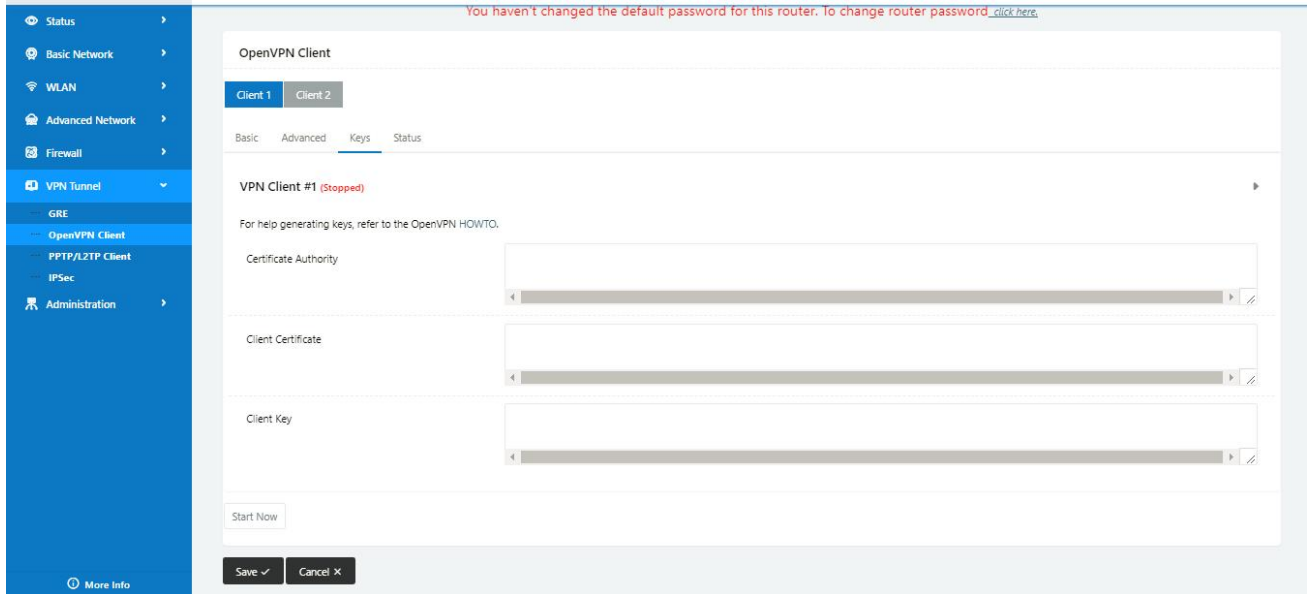 You haven't changed the default password for this router. To change router password click here.
Status
Basic Network
WLAN
Advanced Network
Firewall
VPN Tunnel
GRE
OpenVPN Client
PPTP/L2TP Client
IPSec
Administration
More Info
OpenVPN Client
Client 1 Client 2
Basic Advanced Keys Status
VPN Client #1 (Stopped)
For help generating keys, refer to the OpenVPN HOWTO.
Certificate Authority
Client Certificate
Client Key
Start Now
Save Cancel